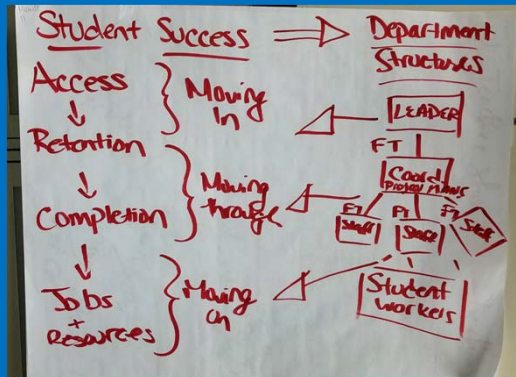 Student Success ⇒ Department
Structures
Access
Retention
Completion
Jobs
+
Resources
Moving
In
Moving
through
Moving
on
LEADER
FT
Coord
FT
FT
FT
Staff
Staff
Staff
Student
Workers